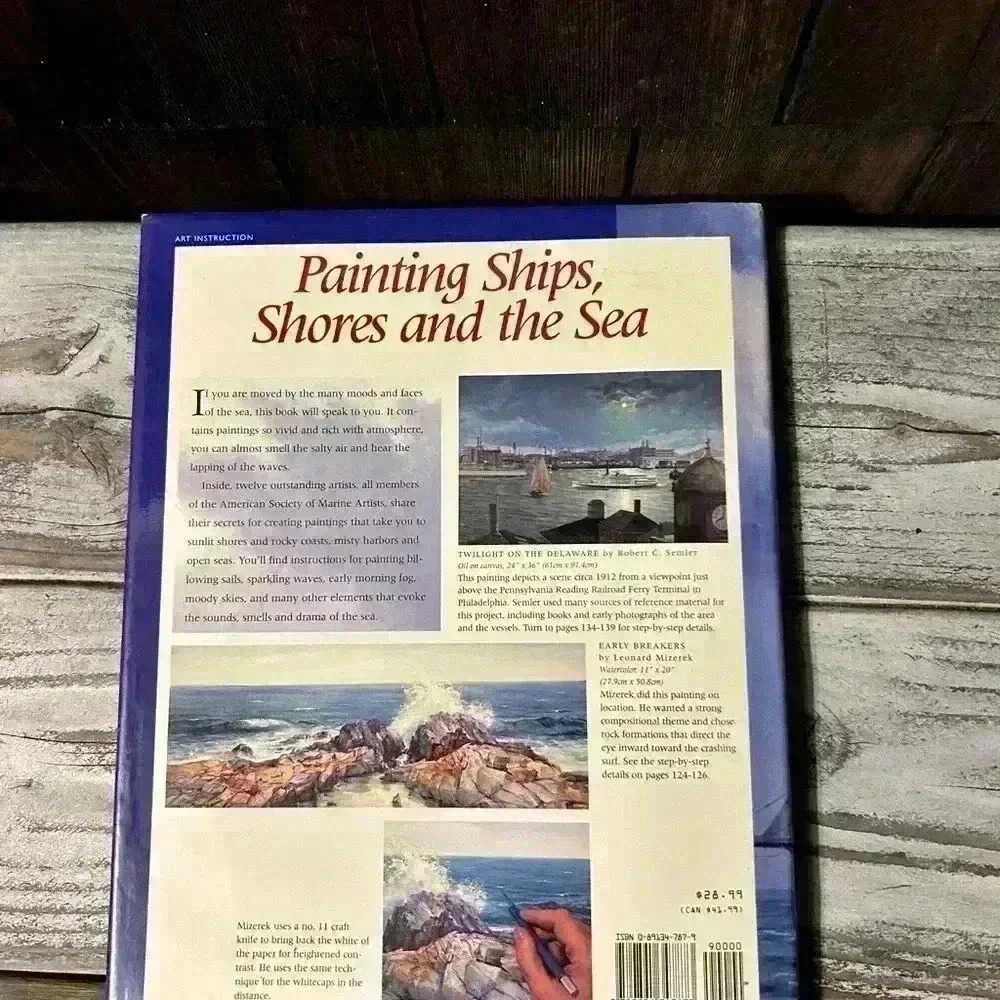 ART INSTRUCTION
Painting Ships,
Shores and the Sea
If you are moved by the many moods and faces
of the sea, this book will speak to you. It con-
tains paintings so vivid and rich with atmosphere,
you can almost smell the salty air and hear the
lapping of the waves.
Inside, twelve outstanding artists, all members
of the American Society of Marine Artists, share
their secrets for creating paintings that take you to
sunlit shores and rocky coasts, misty harbors and
open seas. You'll find instructions for painting bil-
lowing sails, sparkling waves, early morning fog,
moody skies, and many other elements that evoke
the sounds, smells and drama of the sea.
TWILIGHT ON THE DELAWARE by Robert C. Semler
Oil on canvas, 24" x 36" (61cm x 91.4cm)
This painting depicts a scene circa 1912 from a viewpoint just
above the Pennsylvania Reading Railroad Ferry Terminal in
Philadelphia. Semler used many sources of reference material for
this project, including books and early photographs of the area
and the vessels. Turn to pages 134-139 for step-by-step details.
EARLY BREAKERS
by Leonard Mizerek
Watercolor, 11" x 20"
(27.9cm x 50.8cm)
Mizerek did this painting on
location. He wanted a strong
compositional theme and chose
rock formations that direct the
eye inward toward the crashing
surf. See the step-by-step
details on pages 124-126.
Mizerek uses a no. 11 craft
knife to bring back the white of
the paper for heightened con-
trast. He uses the same tech-
nique for the whitecaps in the
distance.
$28.99
(CAN $41.99)
ISBN 0-89134-787-9
90000